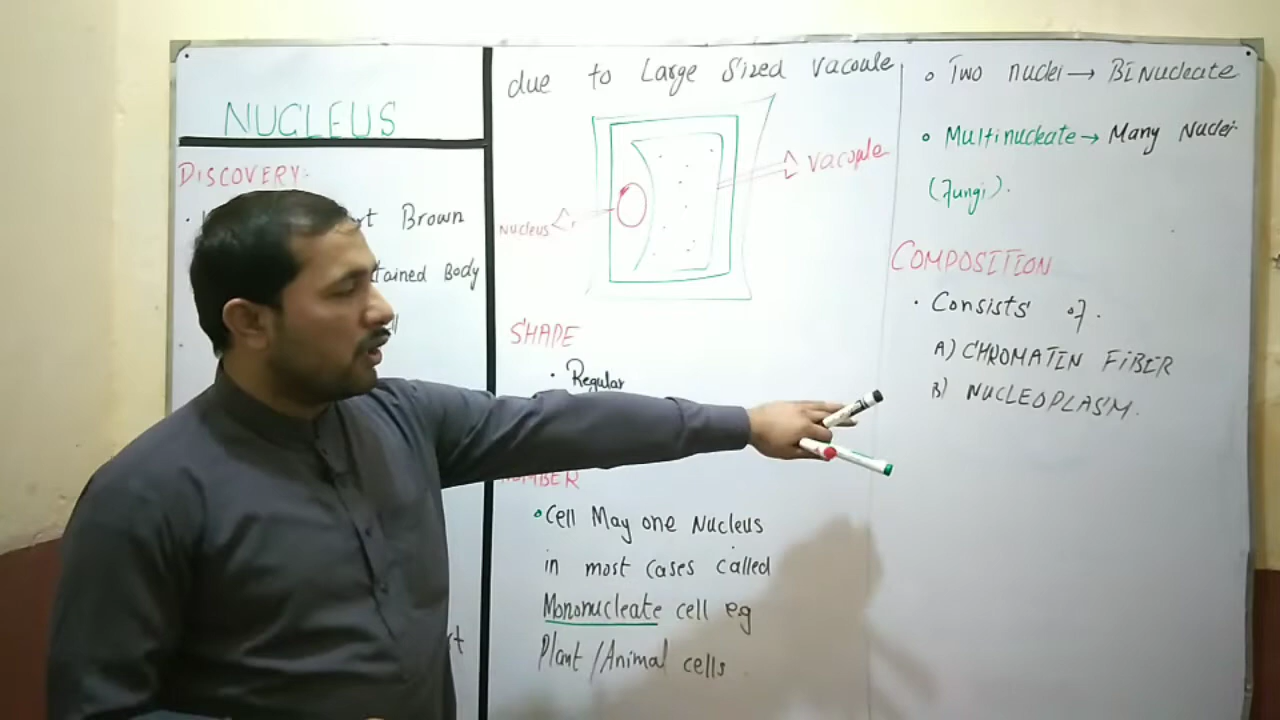 NUCLEUS
DISCOVERY:
Brown
Body
due to Large Sized Vacoule
Vacoule
Nucleus
SHAPE
• Regular
• Cell May one Nucleus
in most cases called
Mononucleate cell eg
Plant/Animal cells
• Two nuclei → BINucleate
• Multinucleate → Many Nuclei
(Fungi).
COMPOSITION
• Consists of.
A) CHROMATIN FIBER
B) NUCLEOPLASM.